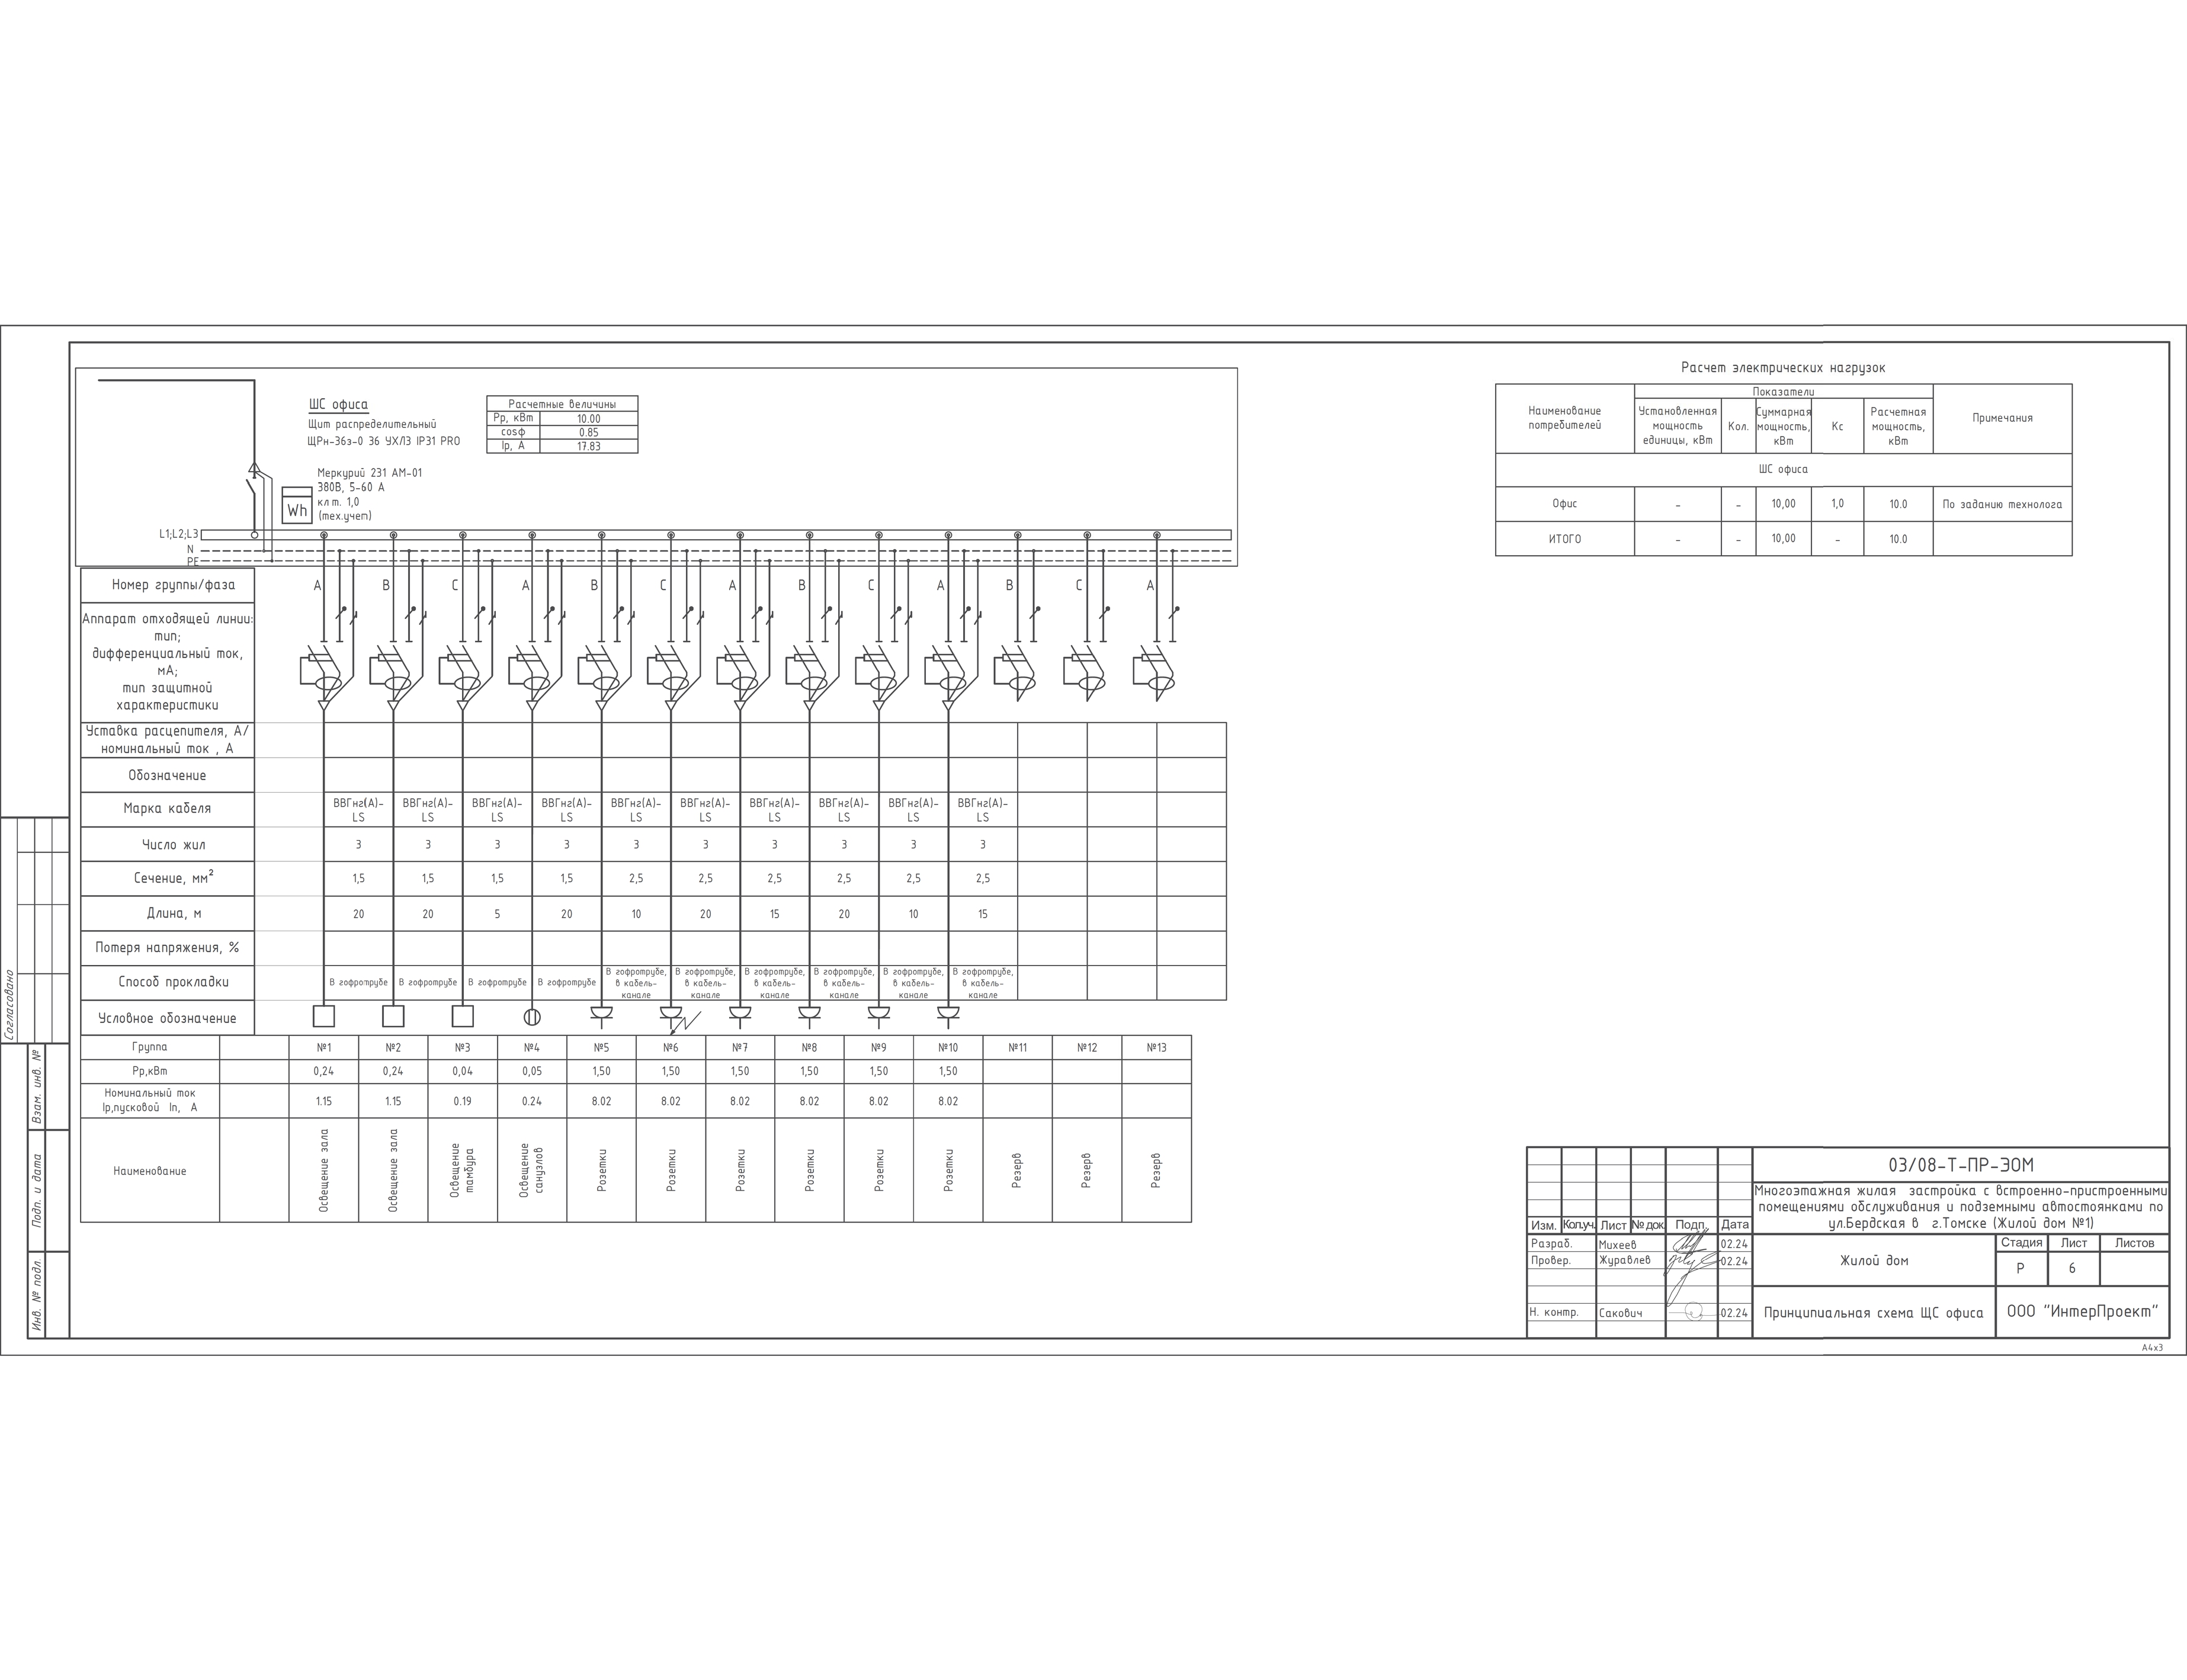 ШС офиса
Щит распределительный
ЩРн-36з-0 36 УХЛ3 IP31 PRO
Расчетные величины
Рр, кВт 10.00
cosф 0.85
Iр, А 17.83
Меркурий 231 АМ-01
380В, 5-60 А
кл т. 1,0
(тех.учет)
Wh
L1;L2;L3
N
PE
Номер группы/фаза A B C A B C A B C A B C A
Аппарат отходящей линии:
тип;
дифференциальный ток,
мА;
тип защитной
характеристики
Уставка расцепителя, А/
номинальный ток , А
Обозначение
Марка кабеля ВВГнг(А)- ВВГнг(А)- ВВГнг(А)- ВВГнг(А)- ВВГнг(А)- ВВГнг(А)- ВВГнг(А)- ВВГнг(А)- ВВГнг(А)- ВВГнг(А)-
LS LS LS LS LS LS LS LS LS LS
Число жил 3 3 3 3 3 3 3 3 3 3
Сечение, мм² 1,5 1,5 1,5 1,5 2,5 2,5 2,5 2,5 2,5 2,5
Длина, м 20 20 5 20 10 20 15 20 10 15
Потеря напряжения, %
Способ прокладки В гофротрубе В гофротрубе В гофротрубе В гофротрубе
В гофротрубе, В гофротрубе, В гофротрубе, В гофротрубе, В гофротрубе, В гофротрубе,
в кабель- в кабель- в кабель- в кабель- в кабель- в кабель-
канале канале канале канале канале канале
Условное обозначение
Группа №1 №2 №3 №4 №5 №6 №7 №8 №9 №10 №11 №12 №13
Рр,кВт 0,24 0,24 0,04 0,05 1,50 1,50 1,50 1,50 1,50 1,50
Номинальный ток
Iр,пусковой Iп, А 1.15 1.15 0.19 0.24 8.02 8.02 8.02 8.02 8.02 8.02
Наименование
Освещение зала
Освещение зала
Освещение
тамбура
Освещение
санузлов
Розетки
Розетки
Розетки
Розетки
Розетки
Розетки
Резерв
Резерв
Резерв
Расчет электрических нагрузок
Наименование
потребителей
Показатели
Установленная
мощность
единицы, кВт
Кол.
Суммарная
мощность,
кВт
Кс
Расчетная
мощность,
кВт
Примечания
ШС офиса
Офис - - 10,00 1,0 10.0 По заданию технолога
ИТОГО - - 10,00 - 10.0
Согласовано
Взам. инв. №
Подп. и дата
Инв. № подл.
03/08-Т-ПР-ЭОМ
Многоэтажная жилая застройка с встроенно-пристроенными
помещениями обслуживания и подземными автостоянками по
ул.Бердская в г.Томске (Жилой дом №1)
Изм. Кол.уч. Лист № док. Подп. Дата
Разраб. Михеев 02.24
Провер. Журавлев 02.24
Н. контр. Сакович 02.24
Жилой дом
Стадия Лист Листов
Р 6
Принципиальная схема ЩС офиса
ООО "ИнтерПроект"
А4х3